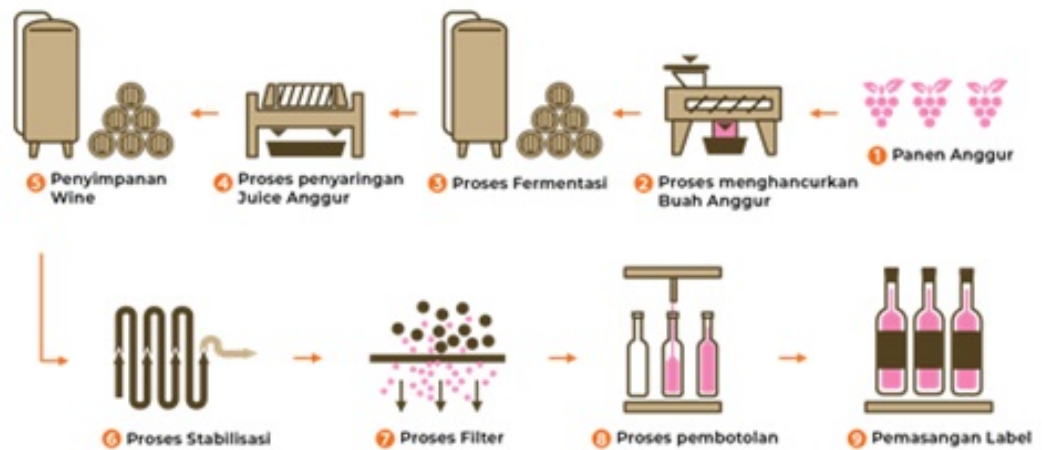 1 Panen Anggur
2 Proses menghancurkan
Buah Anggur
3 Proses Fermentasi
4 Proses penyaringan
Juice Anggur
5 Penyimpanan
Wine
6 Proses Stabilisasi
7 Proses Filter
8 Proses pembotolan
9 Pemasangan Label